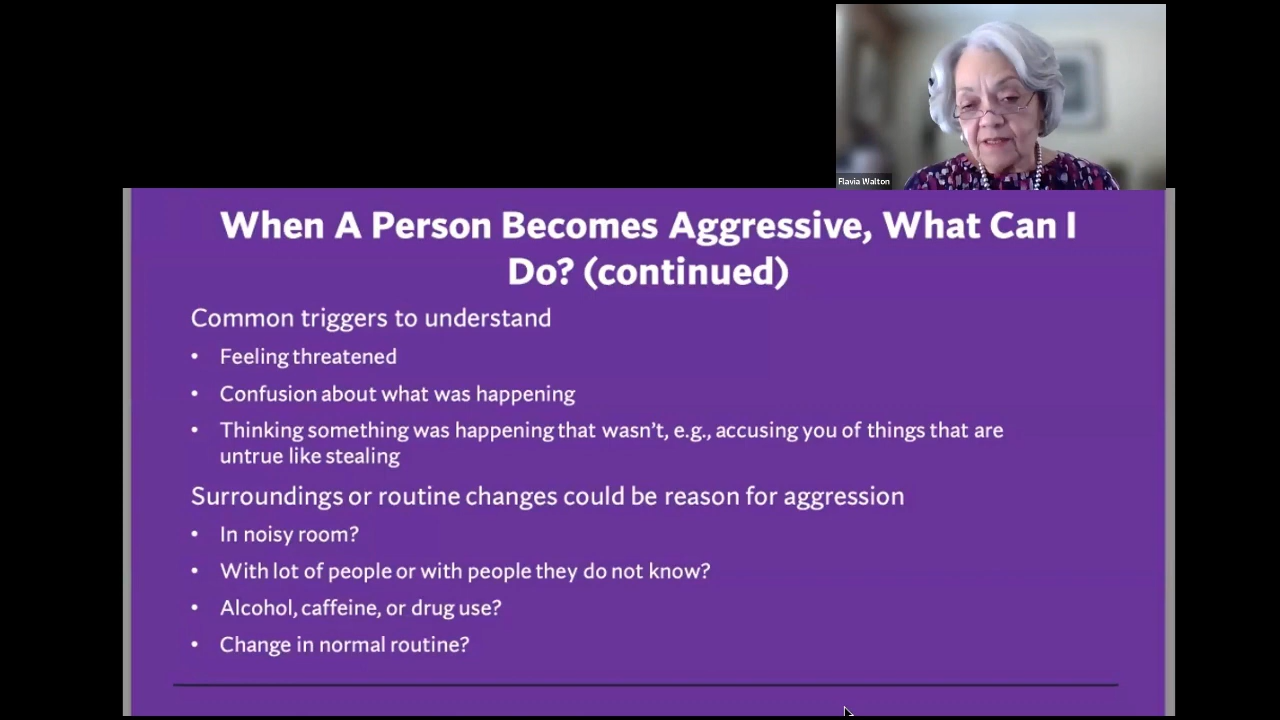 Flavia Walton
When A Person Becomes Aggressive, What Can I
Do? (continued)
Common triggers to understand
• Feeling threatened
• Confusion about what was happening
• Thinking something was happening that wasn't, e.g., accusing you of things that are
untrue like stealing
Surroundings or routine changes could be reason for aggression
• In noisy room?
• With lot of people or with people they do not know?
• Alcohol, caffeine, or drug use?
• Change in normal routine?